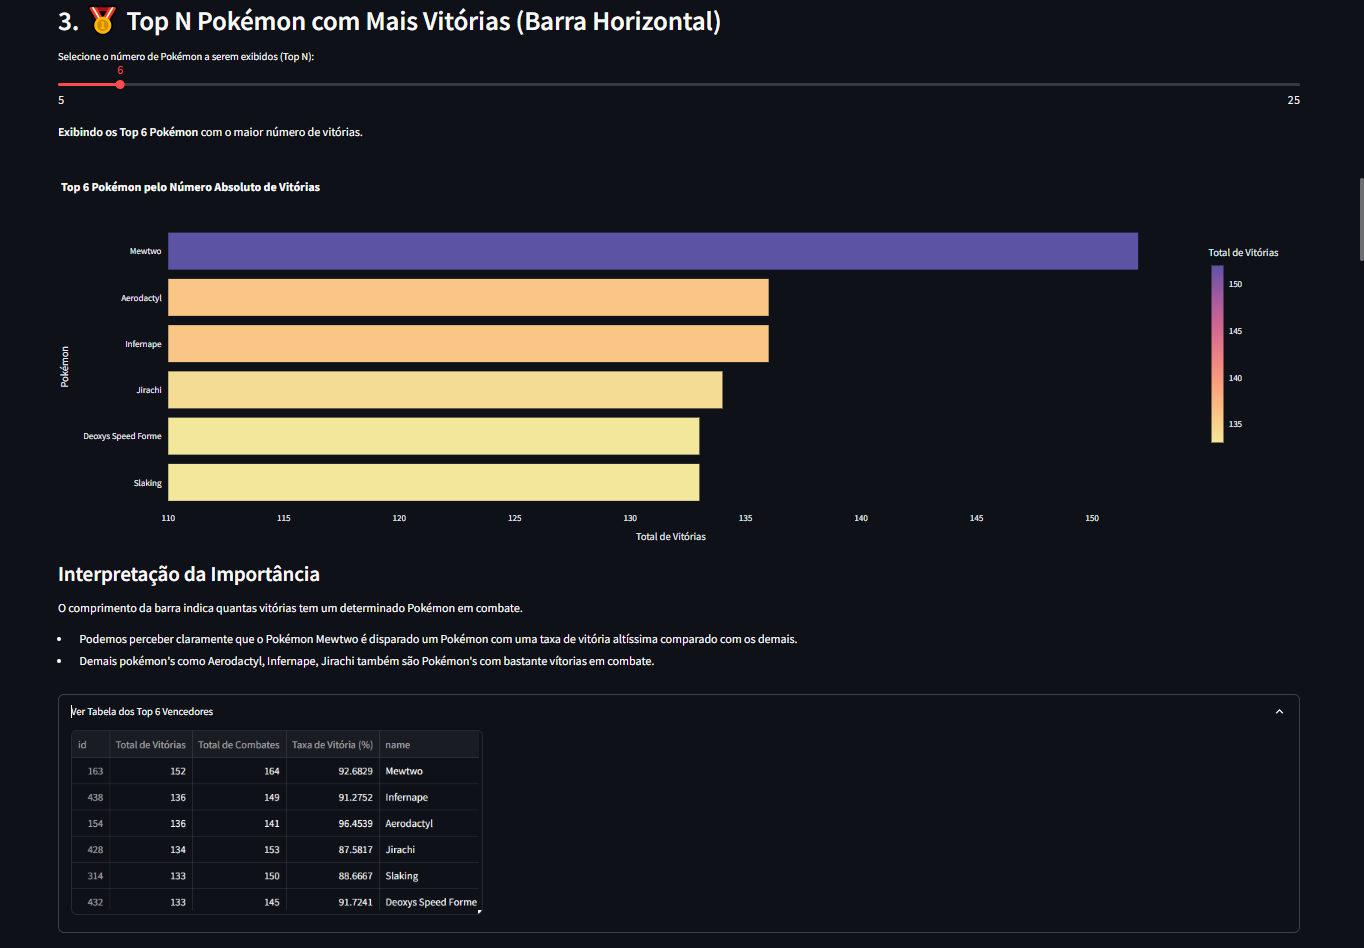 3. 🏅 Top N Pokémon com Mais Vitórias (Barra Horizontal)
Selecione o número de Pokémon a serem exibidos (Top N):
6
5 25
Exibindo os Top 6 Pokémon com o maior número de vitórias.
Top 6 Pokémon pelo Número Absoluto de Vitórias
Pokémon
Mewtwo
Aerodactyl
Infernape
Jirachi
Deoxys Speed Forme
Slaking
110 115 120 125 130 135 140 145 150
Total de Vitórias
Total de Vitórias
150
145
140
135
Interpretação da Importância
O comprimento da barra indica quantas vitórias tem um determinado Pokémon em combate.
• Podemos perceber claramente que o Pokémon Mewtwo é disparado um Pokémon com uma taxa de vitória altíssima comparado com os demais.
• Demais pokémon's como Aerodactyl, Infernape, Jirachi também são Pokémon's com bastante vítorias em combate.
Ver Tabela dos Top 6 Vencedores
id Total de Vitórias Total de Combates Taxa de Vitória (%) name
163 152 164 92.6829 Mewtwo
438 136 149 91.2752 Infernape
154 136 141 96.4539 Aerodactyl
428 134 153 87.5817 Jirachi
314 133 150 88.6667 Slaking
432 133 145 91.7241 Deoxys Speed Forme